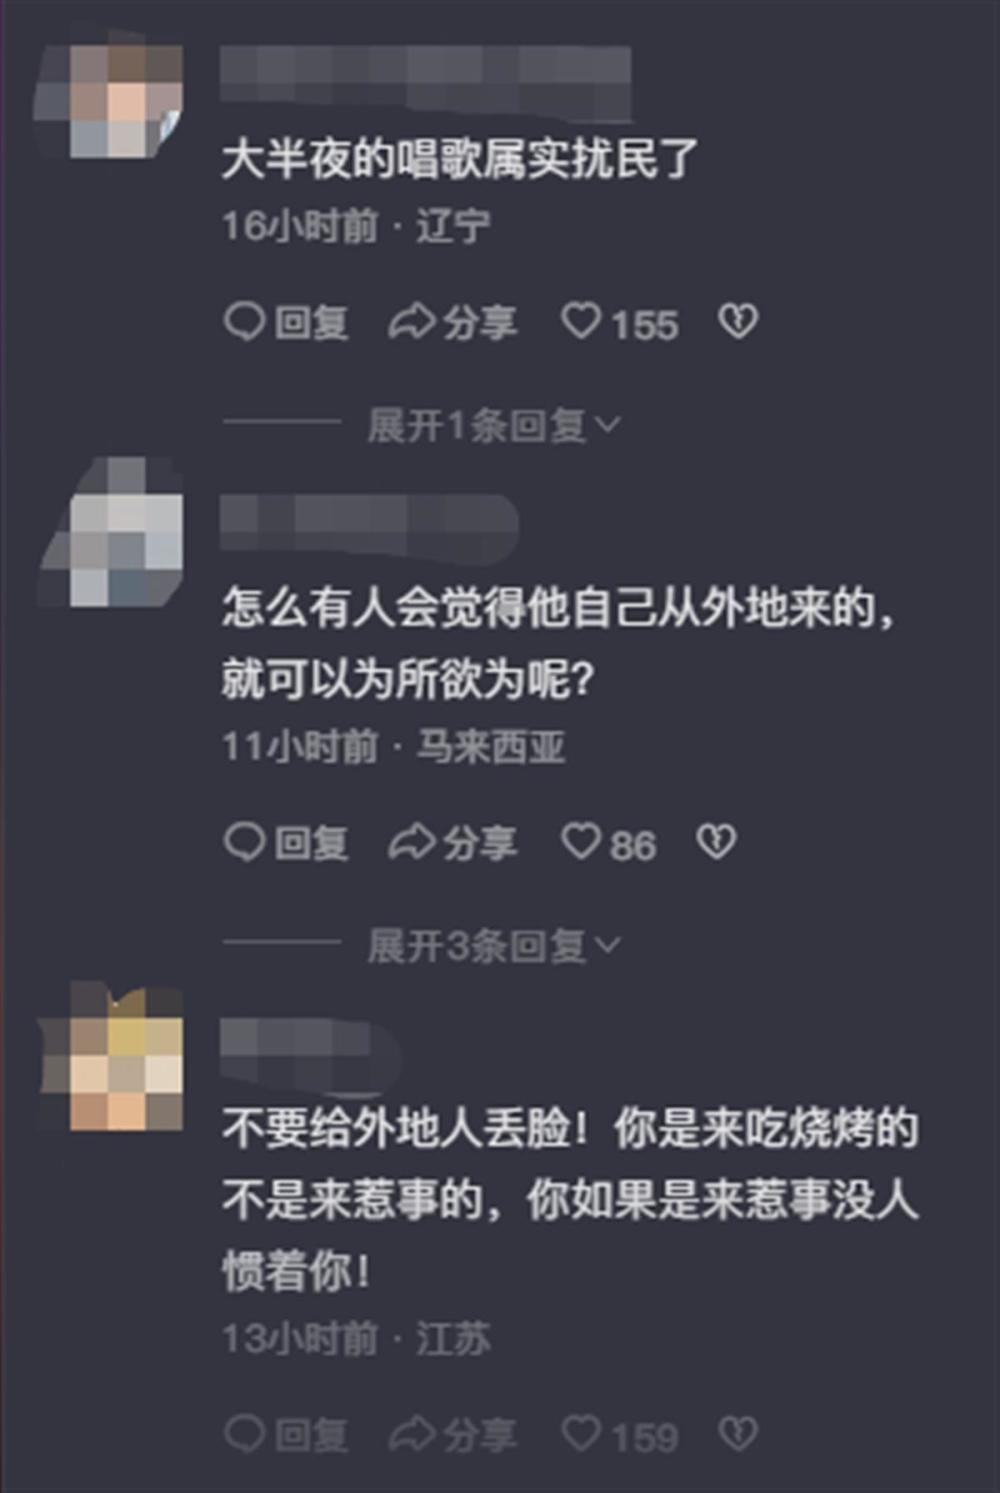 大半夜的唱歌属实扰民了
16小时前 · 辽宁
回复 分享 155
展开1条回复
怎么有人会觉得他自己从外地来的，
就可以为所欲为呢?
11小时前 · 马来西亚
回复 分享 86
展开3条回复
不要给外地人丢脸！你是来吃烧烤的
不是来惹事的，你如果是来惹事没人
惯着你！
13小时前 · 江苏
回复 分享 159